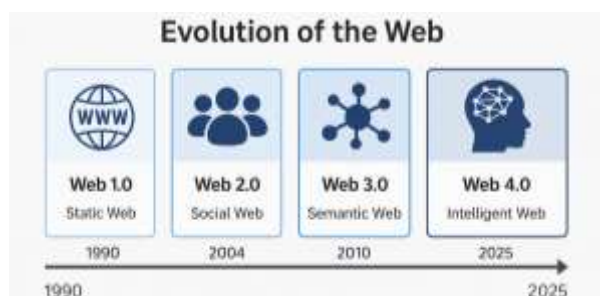 Evolution of the Web
WWW
Web 1.0 Web 2.0 Web 3.0 Web 4.0
Static Web Social Web Semantic Web Intelligent Web
1990 2004 2010 2025
1990 2025